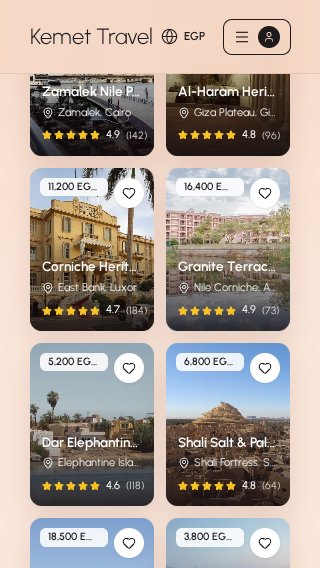 Kemet Travel
EGP
Zamalek Nile P...
Zamalek, Cairo
4.9 (142)
Al-Haram Heri...
Giza Plateau, Gi...
4.8 (96)
11,200 EG...
Corniche Herit...
East Bank, Luxor
4.7 (184)
16,400 E...
Granite Terrac...
Nile Corniche, A...
4.9 (73)
5,200 EG...
Dar Elephantin...
Elephantine Isla...
4.6 (118)
6,800 EG...
Shali Salt & Pal...
Shali Fortress, S...
4.8 (64)
18,500 E...
3,800 EG...